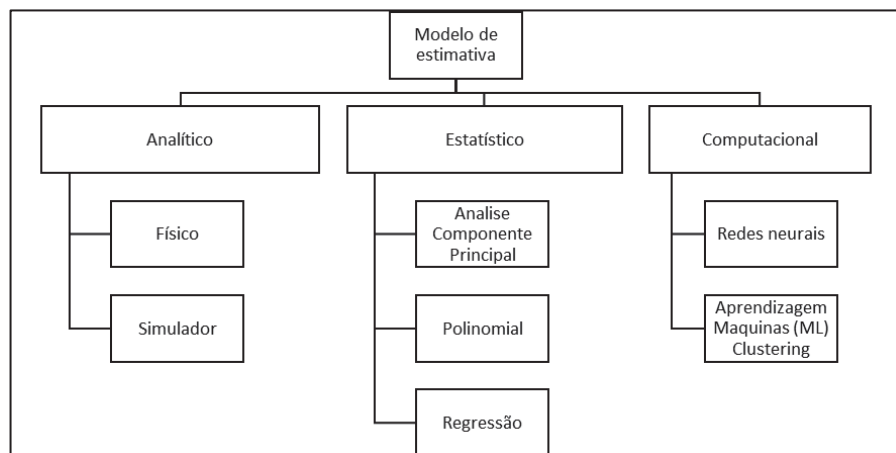 Modelo de
estimativa
Analítico
Estatístico
Computacional
Físico
Analise
Componente
Principal
Redes neurais
Simulador
Polinomial
Aprendizagem
Maquinas (ML)
Clustering
Regressão